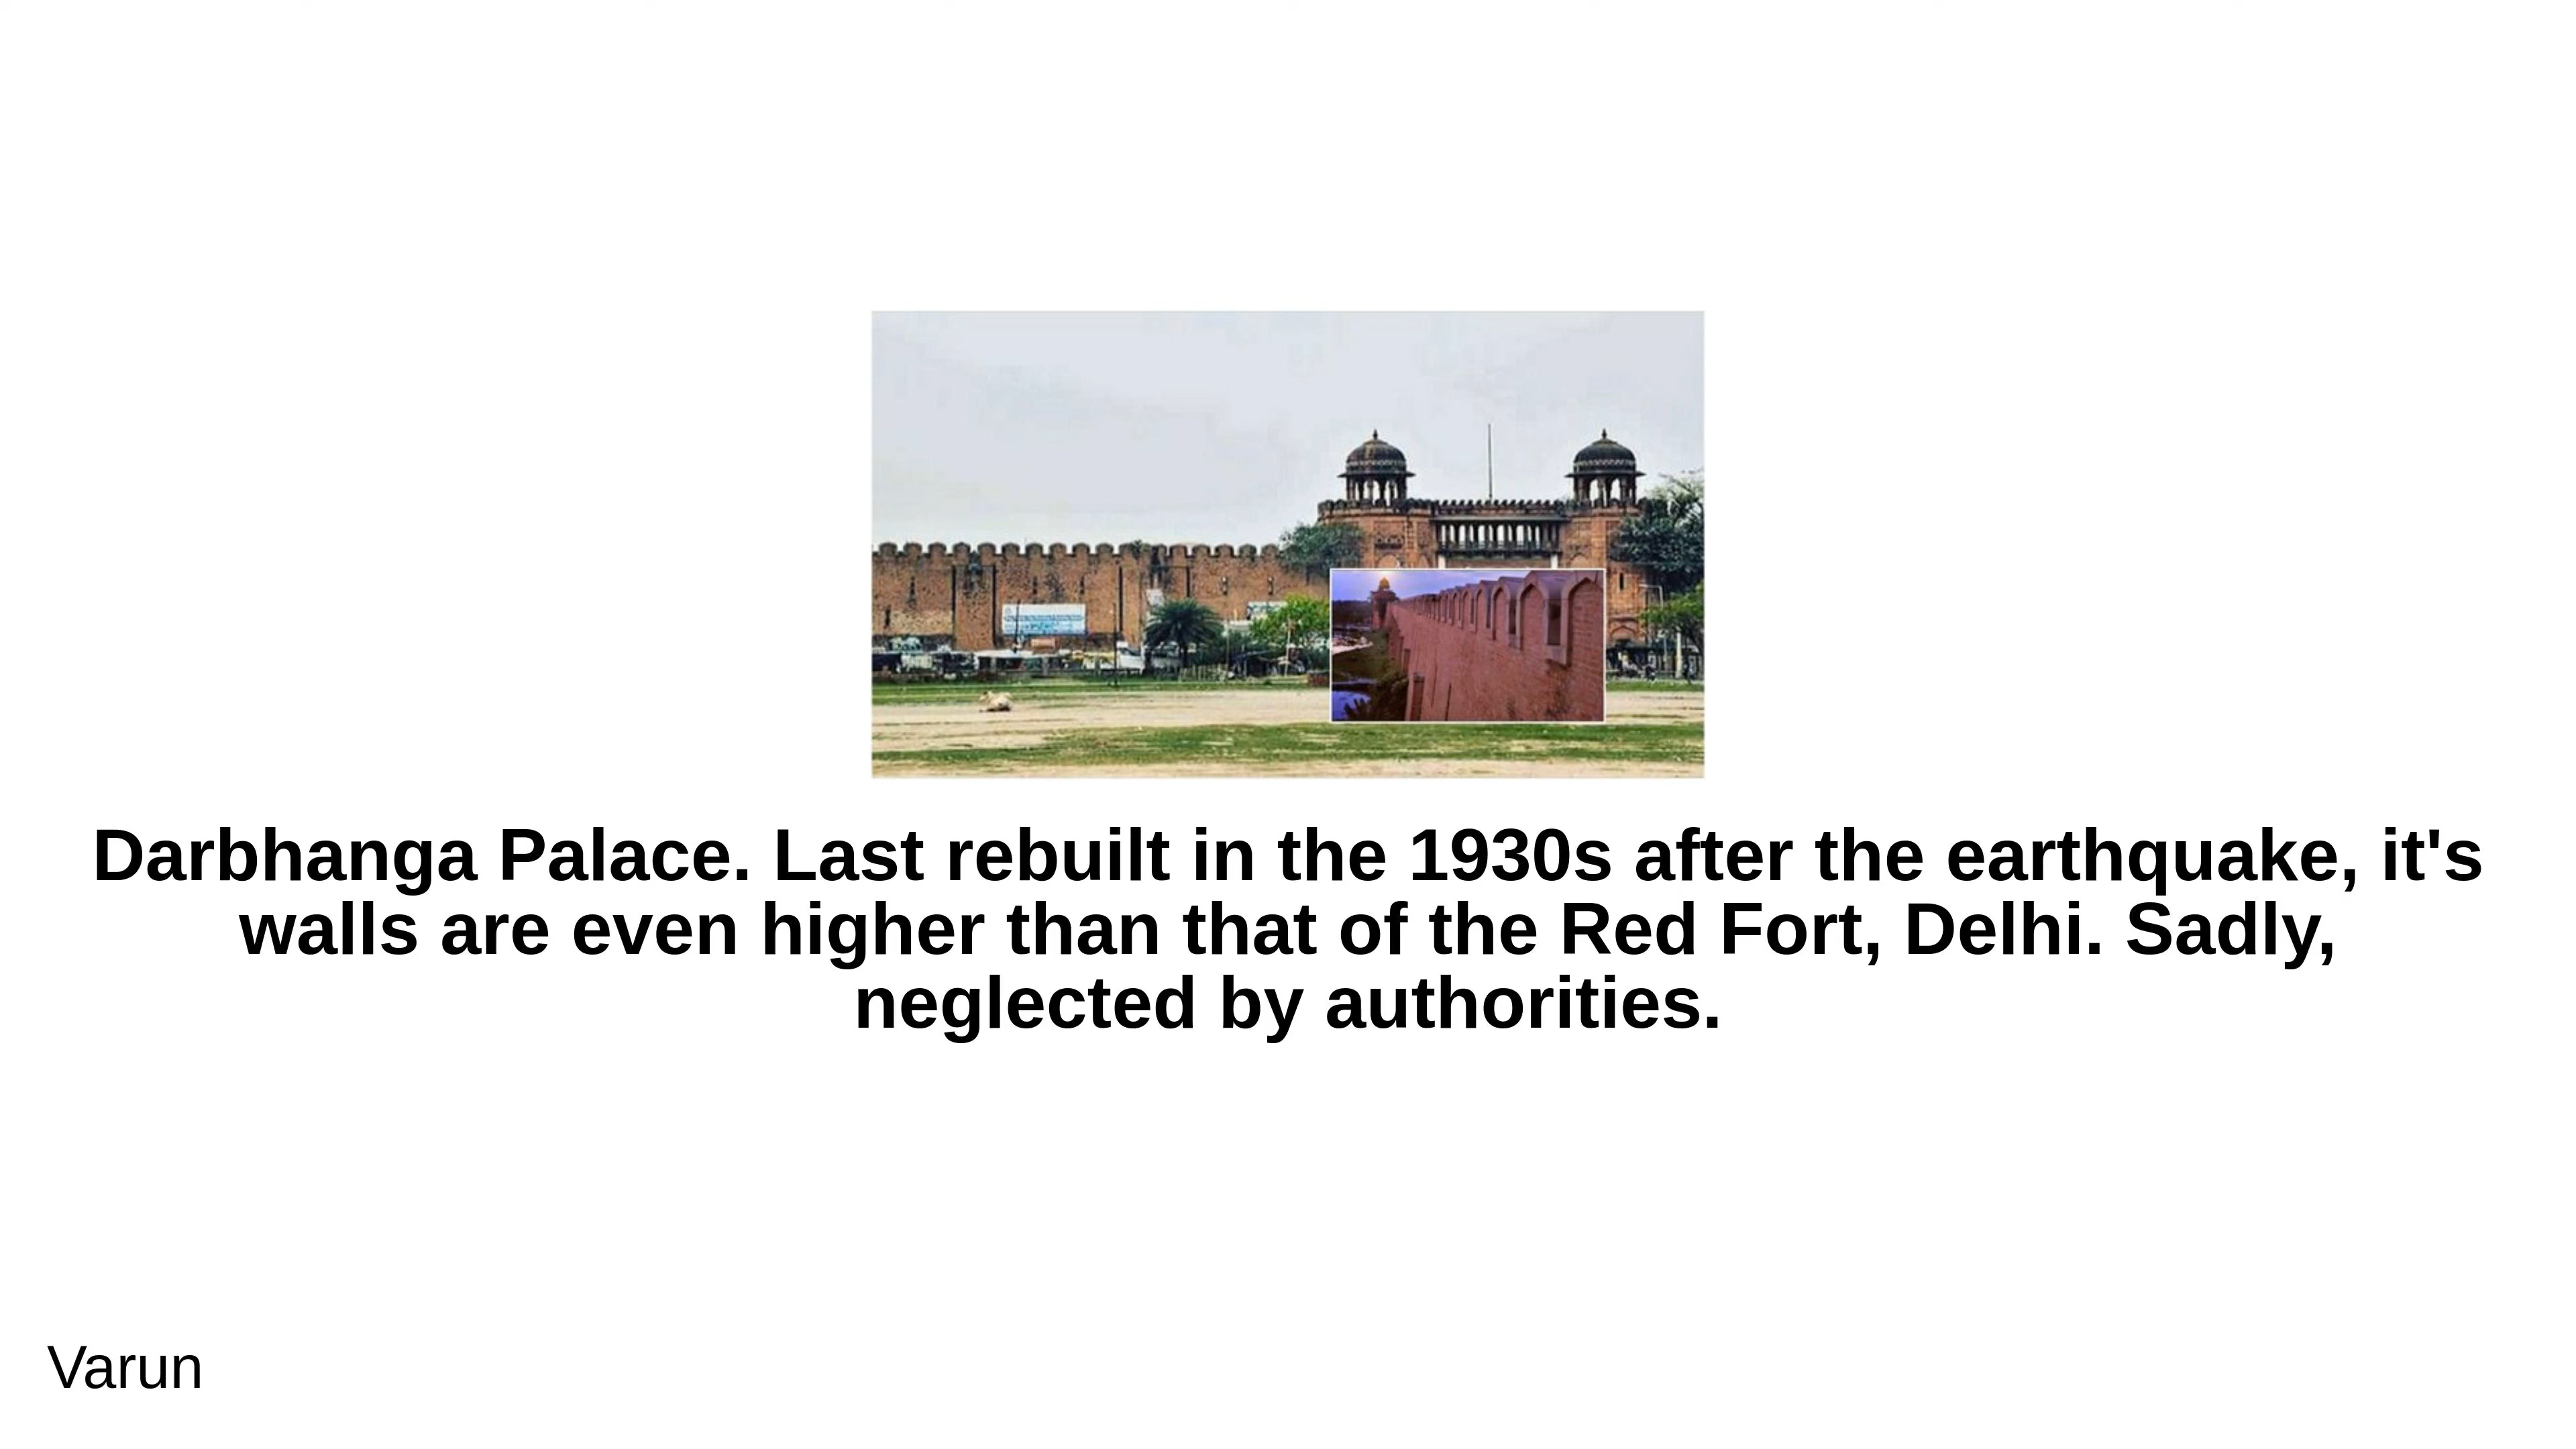 Darbhanga Palace. Last rebuilt in the 1930s after the earthquake, it's
walls are even higher than that of the Red Fort, Delhi. Sadly,
neglected by authorities.
Varun